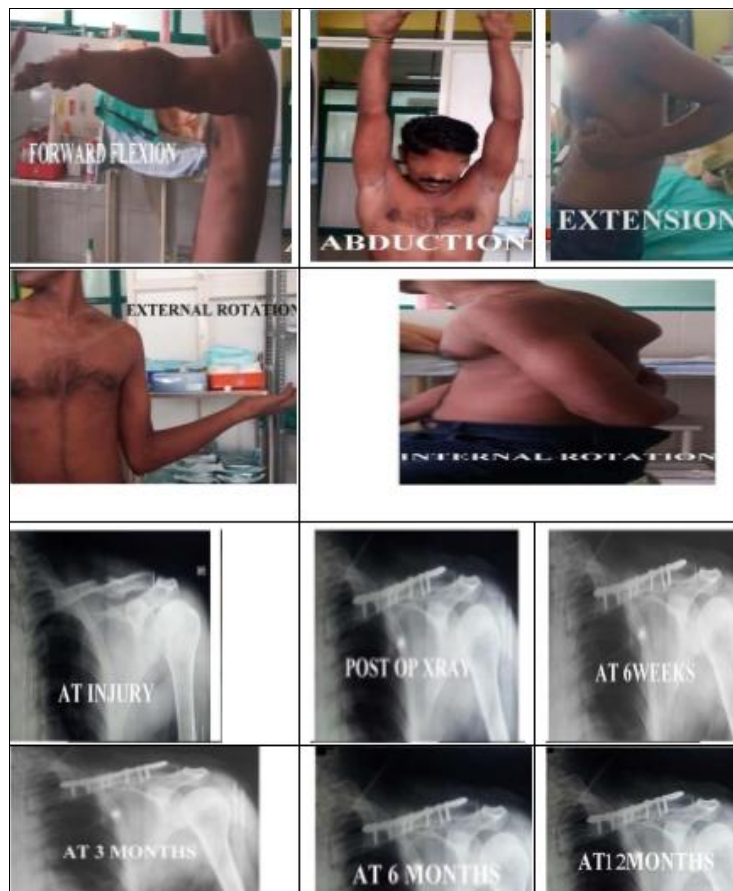 FORWARD FLEXION
ABDUCTION
EXTENSION
EXTERNAL ROTATION
INTERNAL ROTATION
AT INJURY
POST OP XRAY
AT 6WEEKS
AT 3 MONTHS
AT 6 MONTHS
AT12MONTHS